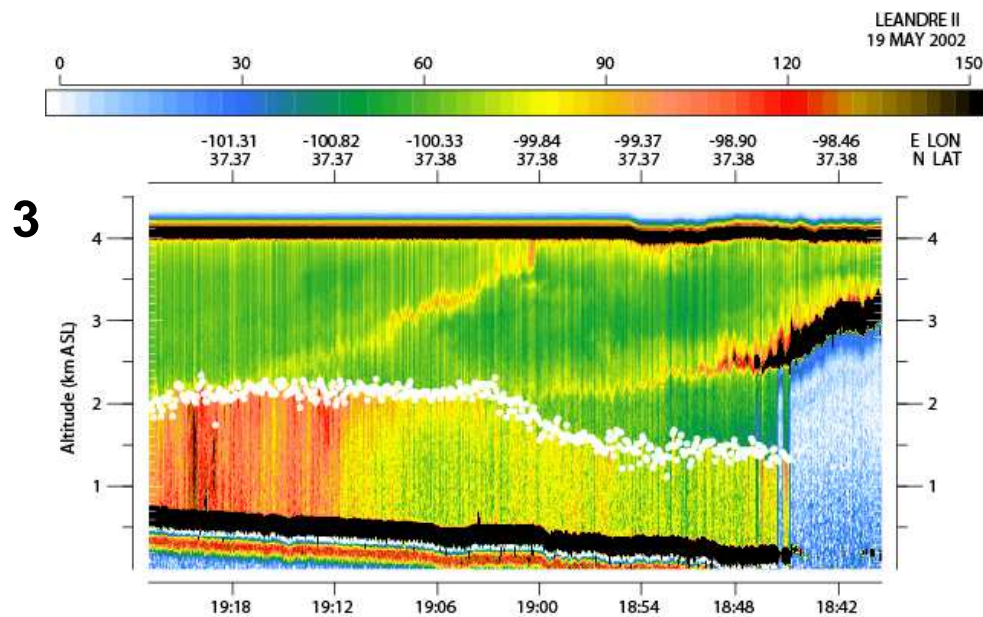 LEANDRE II
19 MAY 2002
0 30 60 90 120 150
-101.31 -100.82 -100.33 -99.84 -99.37 -98.90 -98.46 E LON
37.37 37.37 37.38 37.38 37.37 37.38 37.38 N LAT
3
4 4
3 3
2 2
1 1
Altitude (km ASL)
19:18 19:12 19:06 19:00 18:54 18:48 18:42